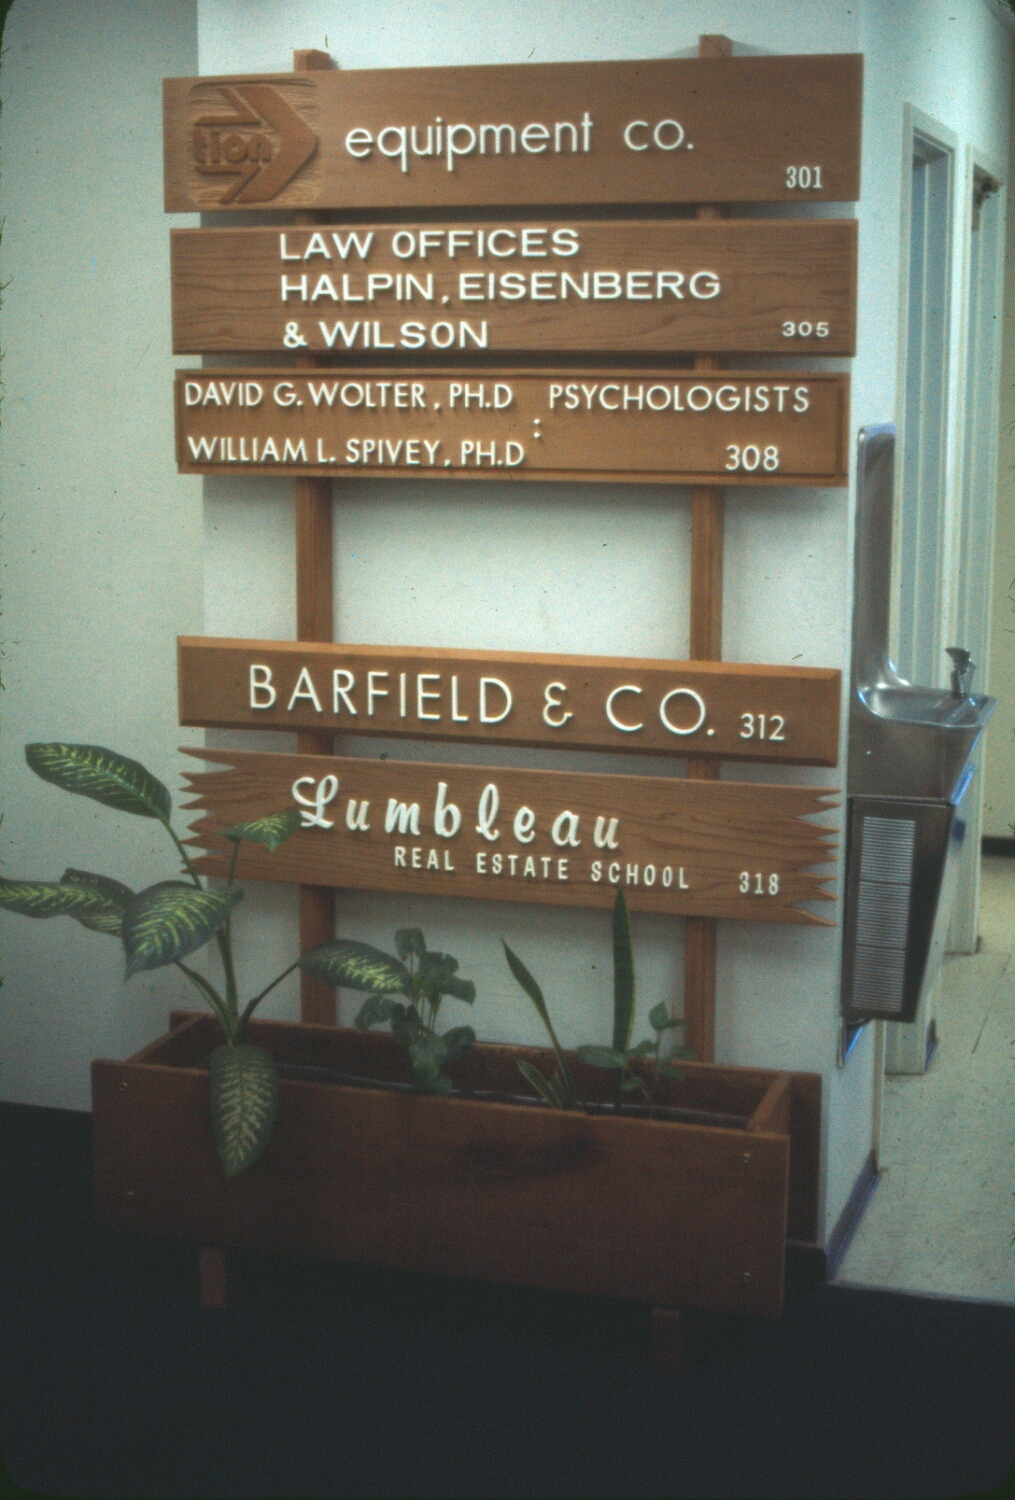 tion equipment co.
301
LAW OFFICES
HALPIN, EISENBERG
& WILSON 305
DAVID G. WOLTER, PH.D : PSYCHOLOGISTS
WILLIAM L. SPIVEY, PH.D 308
BARFIELD & CO. 312
Lumbleau
REAL ESTATE SCHOOL 318